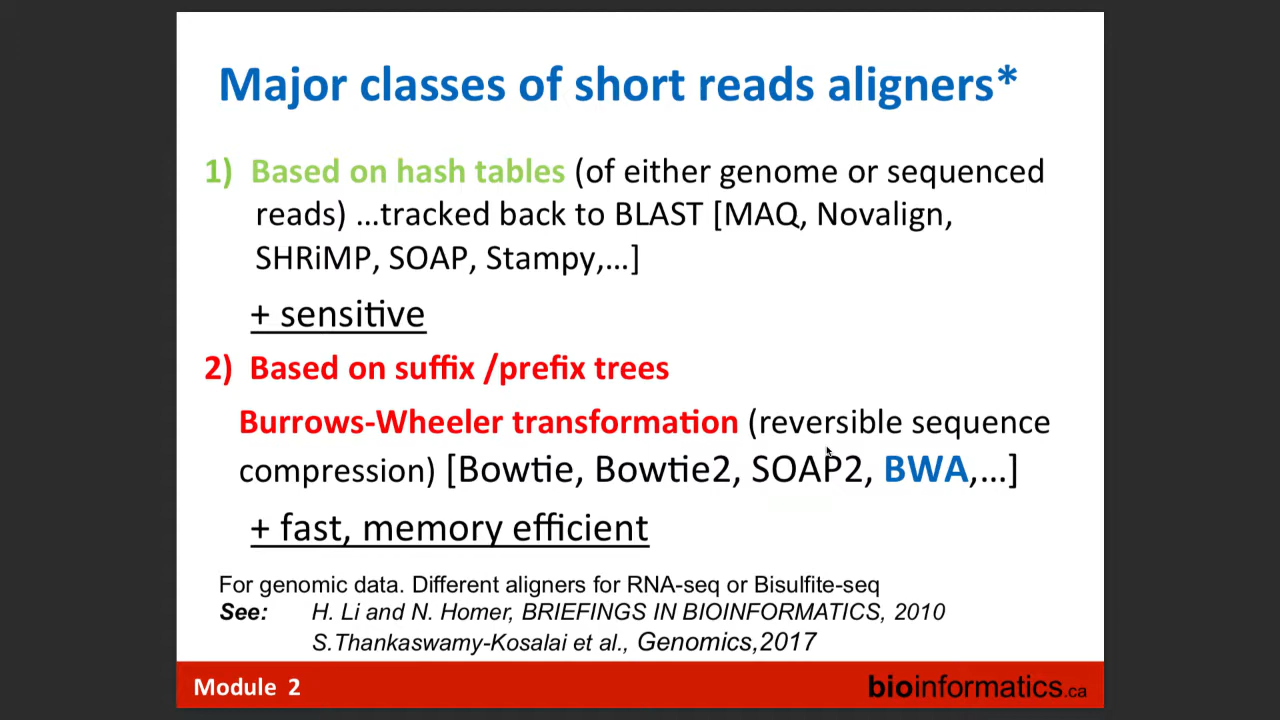 Major classes of short reads aligners*
1) Based on hash tables (of either genome or sequenced
reads) …tracked back to BLAST [MAQ, Novalign,
SHRiMP, SOAP, Stampy,…]
+ sensitive
2) Based on suffix /prefix trees
Burrows-Wheeler transformation (reversible sequence
compression) [Bowtie, Bowtie2, SOAP2, BWA,…]
+ fast, memory efficient
For genomic data. Different aligners for RNA-seq or Bisulfite-seq
See: H. Li and N. Homer, BRIEFINGS IN BIOINFORMATICS, 2010
S.Thankaswamy-Kosalai et al., Genomics,2017
Module 2
bioinformatics.ca